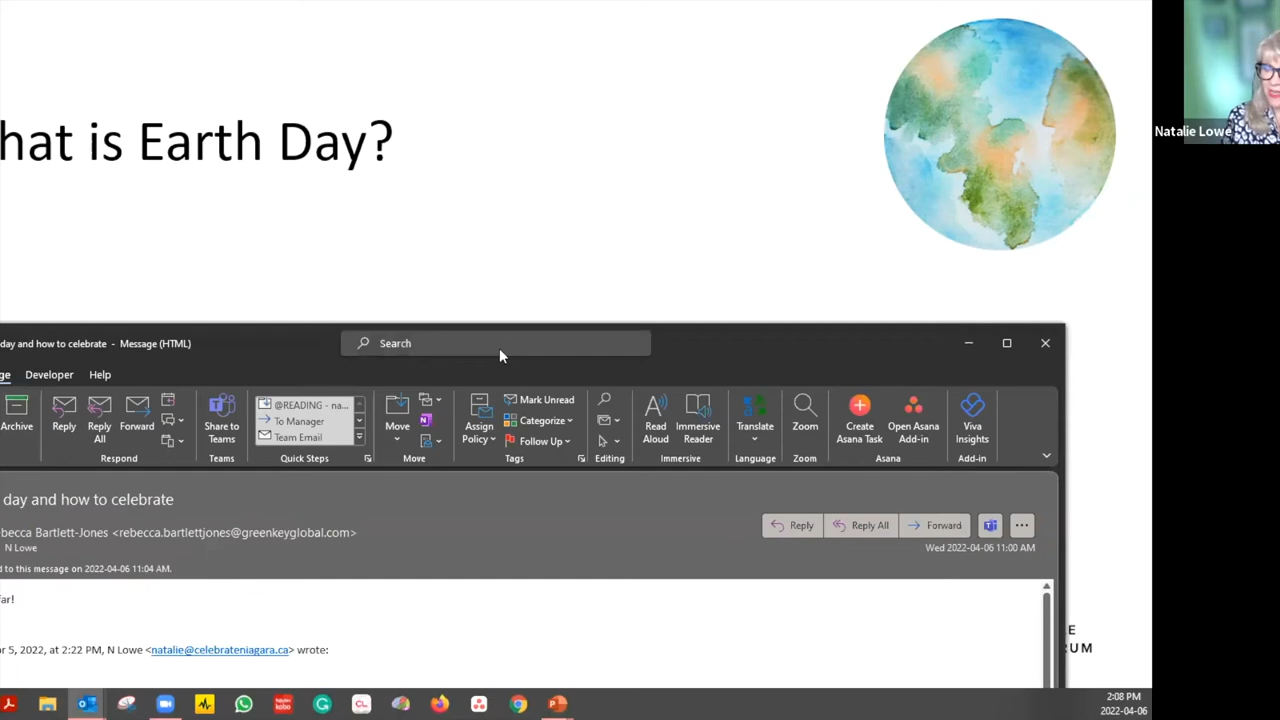 hat is Earth Day?
Natalie Lowe
day and how to celebrate - Message (HTML)
Search
ge Developer Help
Archive
Reply
Reply All
Forward
Respond
Share to Teams
Teams
@READING - na...
To Manager
Team Email
Quick Steps
Move
Move
Assign Policy
Mark Unread
Categorize
Follow Up
Tags
Editing
Read Aloud
Immersive Reader
Immersive
Translate
Language
Zoom
Zoom
Create Asana Task
Open Asana Add-in
Asana
Viva Insights
Add-in
day and how to celebrate
becca Bartlett-Jones <rebecca.bartlettjones@greenkeyglobal.com>
N Lowe
Reply
Reply All
Forward
Wed 2022-04-06 11:00 AM
d to this message on 2022-04-06 11:04 AM.
far!
r 5, 2022, at 2:22 PM, N Lowe <natalie@celebrateniagara.ca> wrote:
E
RUM
CL
2:08 PM
2022-04-06